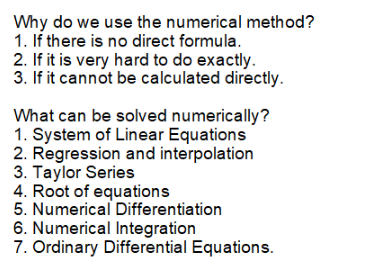 Why do we use the numerical method?
1. If there is no direct formula.
2. If it is very hard to do exactly.
3. If it cannot be calculated directly.
What can be solved numerically?
1. System of Linear Equations
2. Regression and interpolation
3. Taylor Series
4. Root of equations
5. Numerical Differentiation
6. Numerical Integration
7. Ordinary Differential Equations.